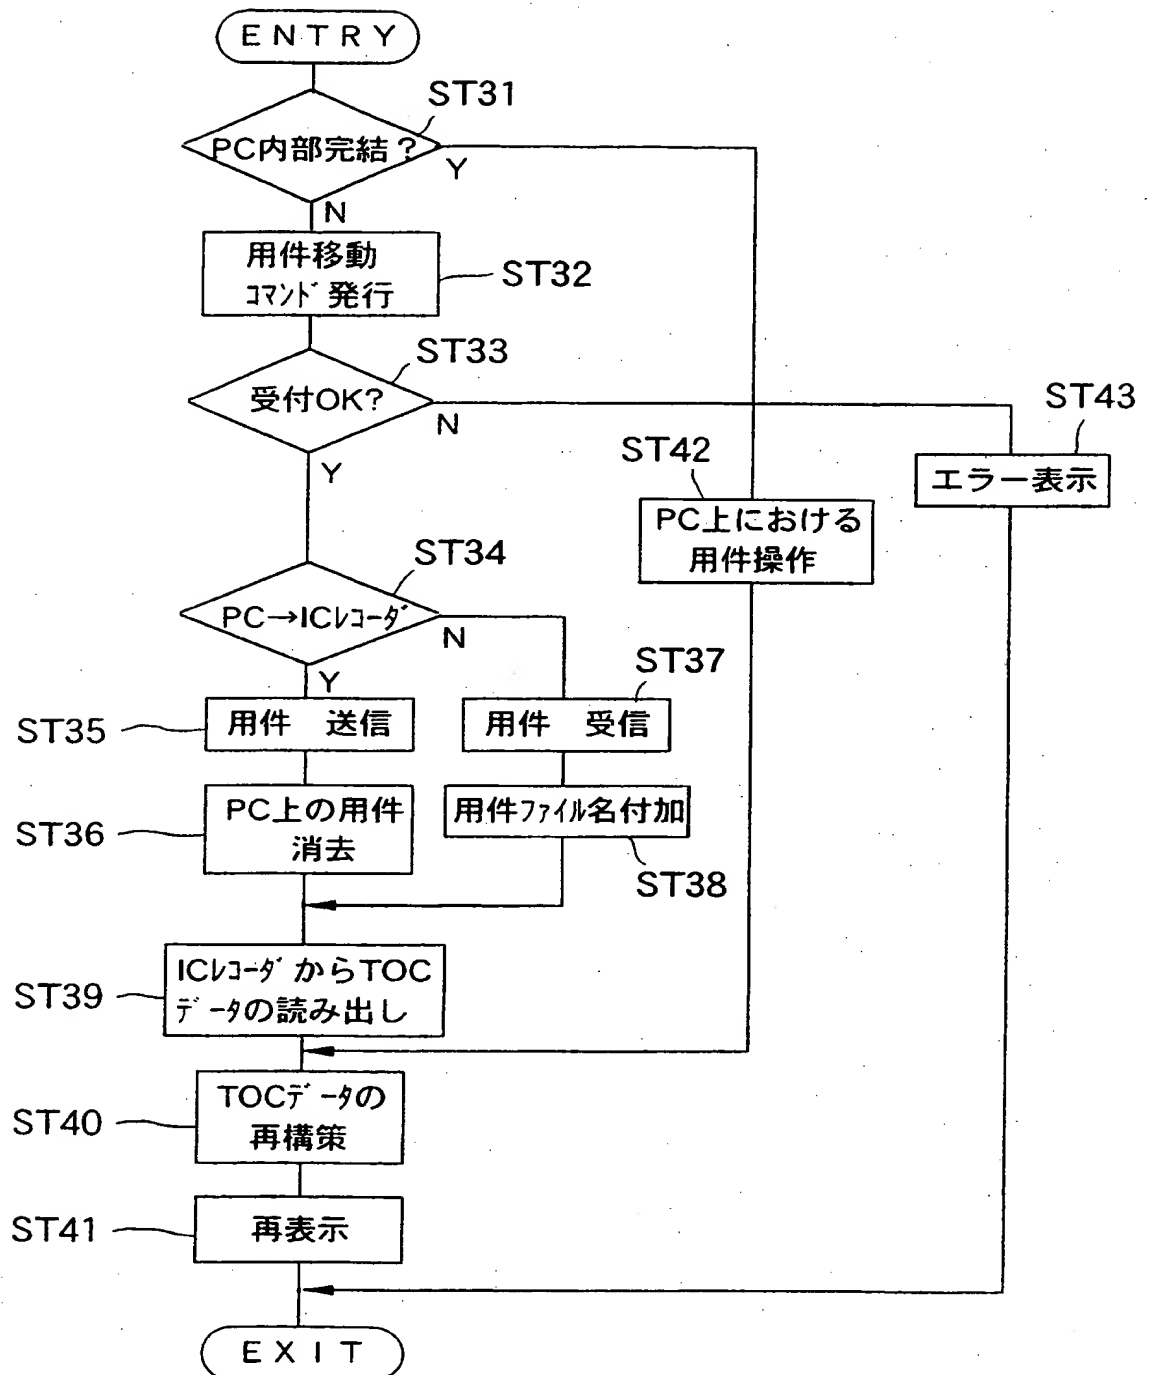 ENTRY
ST31
PC内部完結?
Y
N
用件移動
コマンド発行
ST32
ST33
受付OK?
N
Y
ST43
エラー表示
ST42
PC上における
用件操作
ST34
PC→ICレコーダ
N
Y
ST37
ST35
用件 送信
用件 受信
ST36
PC上の用件
消去
用件ファイル名付加
ST38
ST39
ICレコーダからTOC
データの読み出し
ST40
TOCデータの
再構策
ST41
再表示
EXIT